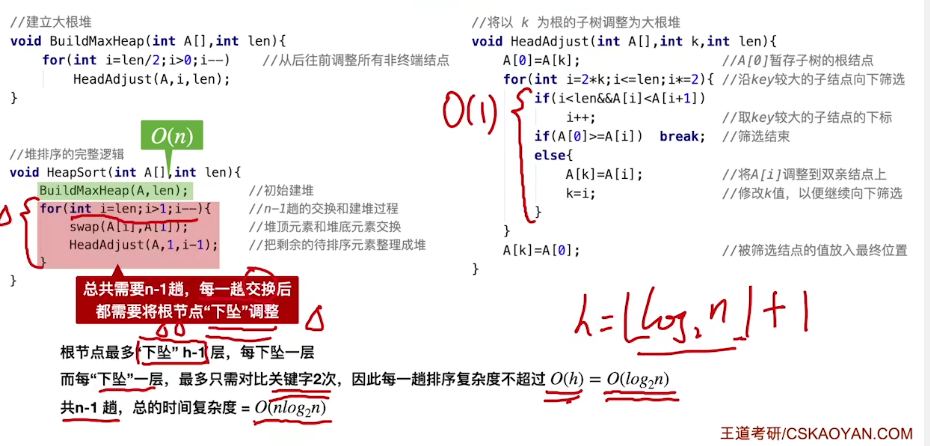 //建立大根堆
void BuildMaxHeap(int A[],int len){
for(int i=len/2;i>0;i--) //从后往前调整所有非终端结点
HeadAdjust(A,i,len);
}
O(n)
//堆排序的完整逻辑
void HeapSort(int A[],int len){
BuildMaxHeap(A,len); //初始建堆
for(int i=len;i>1;i--){ //n-1趟的交换和建堆过程
swap(A[i],A[1]); //堆顶元素和堆底元素交换
HeadAdjust(A,1,i-1); //把剩余的待排序元素整理成堆
}
}
总共需要n-1趟，每一趟交换后
都需要将根节点“下坠”调整
根节点最多“下坠” h-1 层，每下坠一层
而每“下坠”一层，最多只需对比关键字2次，因此每一趟排序复杂度不超过 O(h) = O(log₂n)
共n-1 趟，总的时间复杂度 = O(nlog₂n)
//将以 k 为根的子树调整为大根堆
void HeadAdjust(int A[],int k,int len){
A[0]=A[k]; //A[0]暂存子树的根结点
for(int i=2*k;i<=len;i*=2){ //沿key较大的子结点向下筛选
O(1)
if(i<len&&A[i]<A[i+1])
i++; //取key较大的子结点的下标
if(A[0]>=A[i]) break; //筛选结束
else{
A[k]=A[i]; //将A[i]调整到双亲结点上
k=i; //修改k值，以便继续向下筛选
}
}
A[k]=A[0]; //被筛选结点的值放入最终位置
}
h=⌊log₂n⌋+1
王道考研/CSKAOYAN.COM